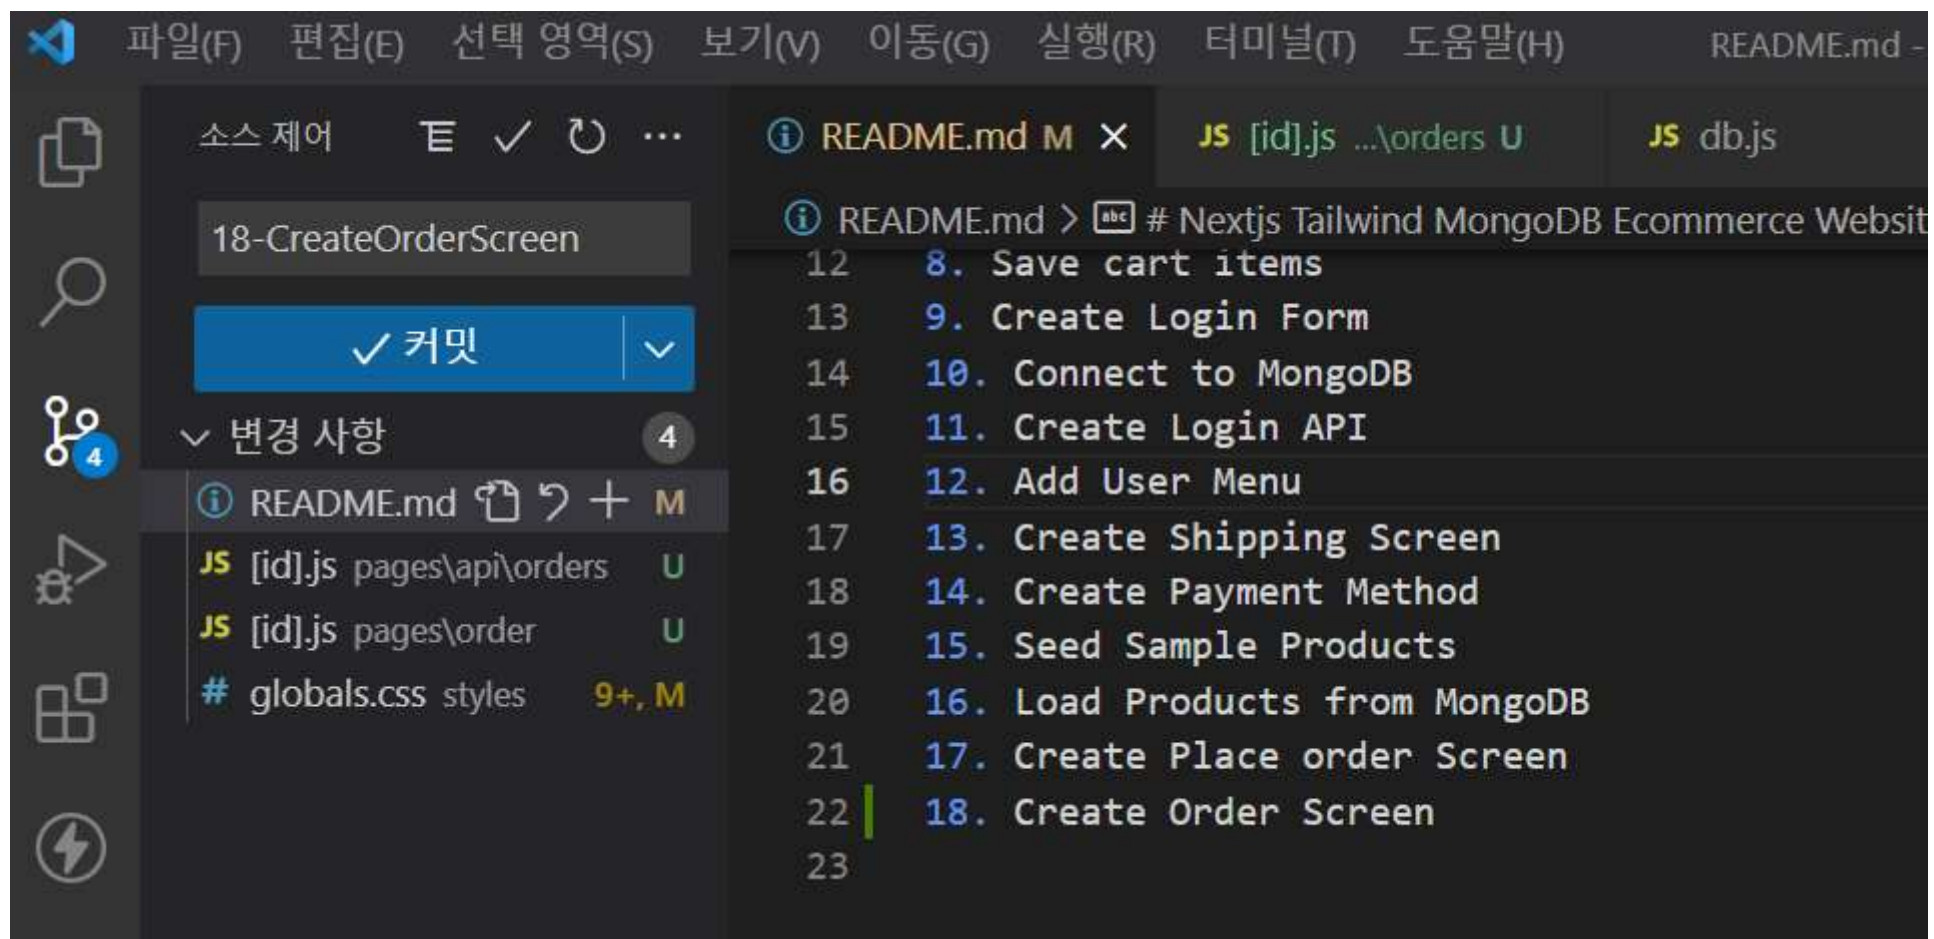 파일(F) 편집(E) 선택 영역(S) 보기(V) 이동(G) 실행(R) 터미널(T) 도움말(H) README.md -
소스 제어
18-CreateOrderScreen
커밋
변경 사항 4
4
README.md M
JS [id].js pages\api\orders U
JS [id].js pages\order U
# globals.css styles 9+, M
README.md M
JS [id].js ...\orders U
JS db.js
README.md > abc # Nextjs Tailwind MongoDB Ecommerce Websit
12 8. Save cart items
13 9. Create Login Form
14 10. Connect to MongoDB
15 11. Create Login API
16 12. Add User Menu
17 13. Create Shipping Screen
18 14. Create Payment Method
19 15. Seed Sample Products
20 16. Load Products from MongoDB
21 17. Create Place order Screen
22 18. Create Order Screen
23